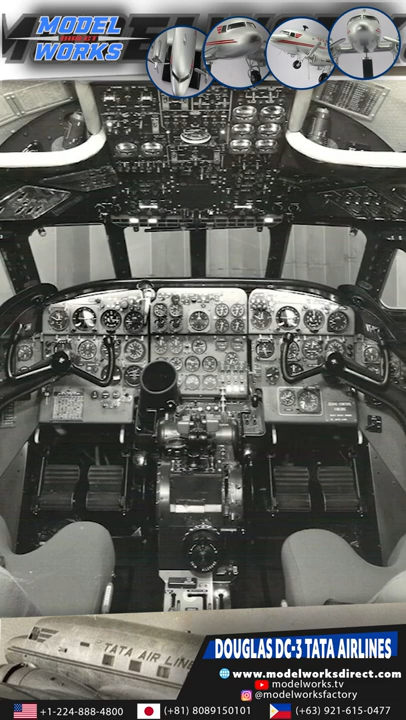 MODEL
DIRECT
WORKS
TATA AIR LINE
DOUGLAS DC-3 TATA AIRLINES
www.modelworksdirect.com
modelworks.tv
@modelworksfactory
+1-224-888-4800
(+81) 8089150101
(+63) 921-615-0477